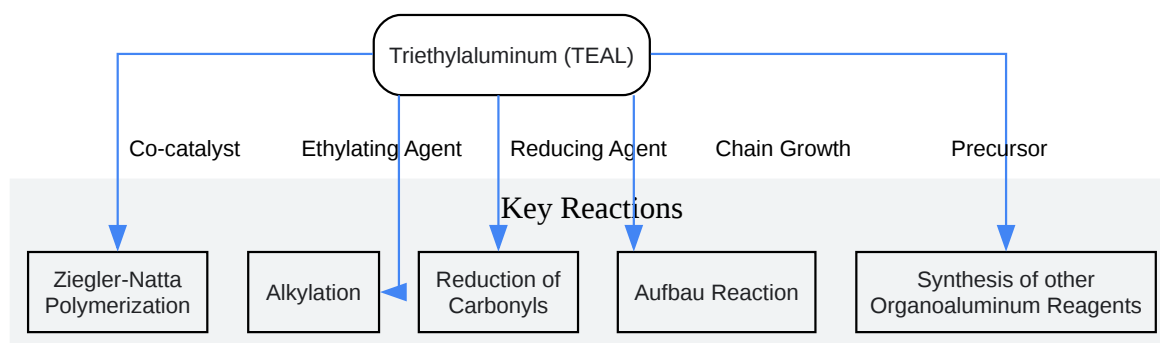 Triethylaluminum (TEAL)
Co-catalyst
Ethylating Agent
Reducing Agent
Chain Growth
Precursor
Key Reactions
Ziegler-Natta
Polymerization
Alkylation
Reduction of
Carbonyls
Aufbau Reaction
Synthesis of other
Organoaluminum Reagents